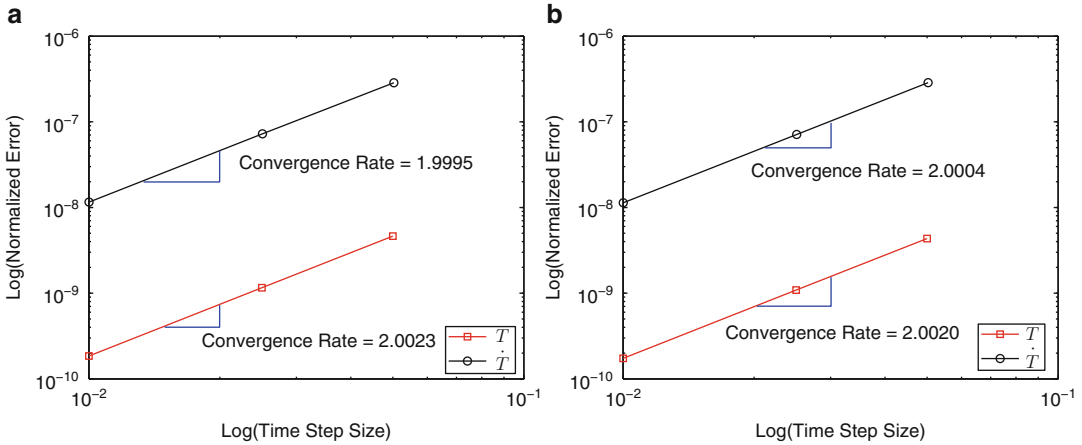 a
10^-6
10^-7
10^-8
10^-9
10^-10
Log(Normalized Error)
Convergence Rate = 1.9995
Convergence Rate = 2.0023
T
Ṫ
10^-2
10^-1
Log(Time Step Size)
b
10^-6
10^-7
10^-8
10^-9
10^-10
Log(Normalized Error)
Convergence Rate = 2.0004
Convergence Rate = 2.0020
T
Ṫ
10^-2
10^-1
Log(Time Step Size)